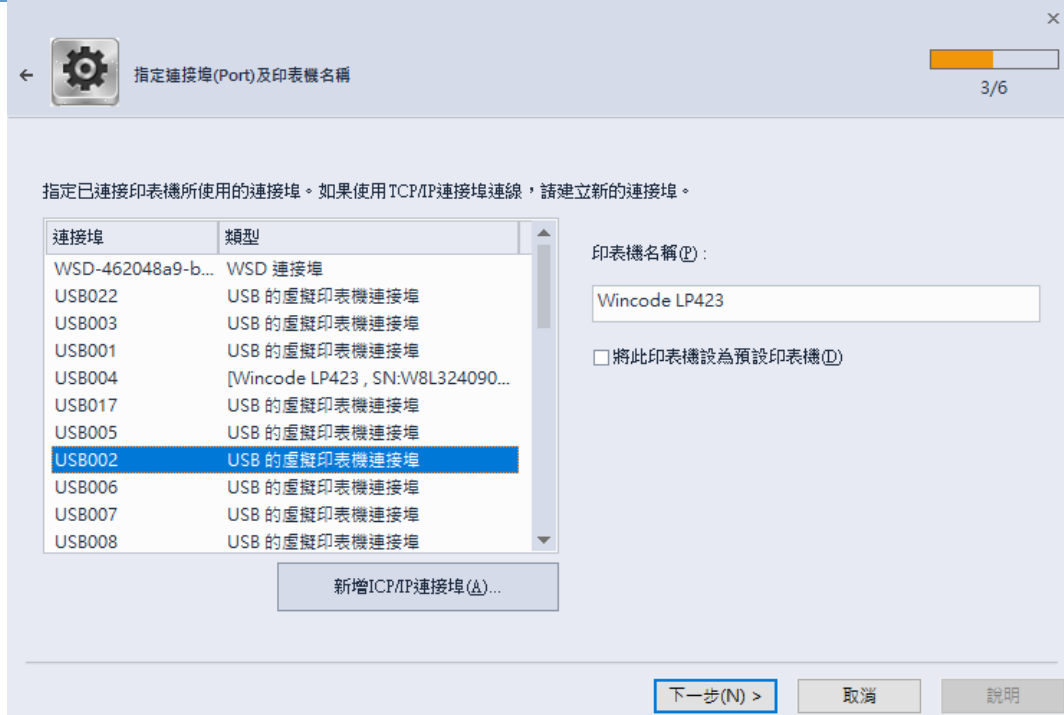 指定連接埠(Port)及印表機名稱
3/6
指定已連接印表機所使用的連接埠。如果使用TCP/IP連接埠連線，請建立新的連接埠。
連接埠 類型
WSD-462048a9-b... WSD 連接埠
USB022 USB 的虛擬印表機連接埠
USB003 USB 的虛擬印表機連接埠
USB001 USB 的虛擬印表機連接埠
USB004 [Wincode LP423 , SN:W8L324090...
USB017 USB 的虛擬印表機連接埠
USB005 USB 的虛擬印表機連接埠
USB002 USB 的虛擬印表機連接埠
USB006 USB 的虛擬印表機連接埠
USB007 USB 的虛擬印表機連接埠
USB008 USB 的虛擬印表機連接埠
新增ICP/IP連接埠(A)...
印表機名稱(P) :
Wincode LP423
將此印表機設為預設印表機(D)
下一步(N) >
取消
說明